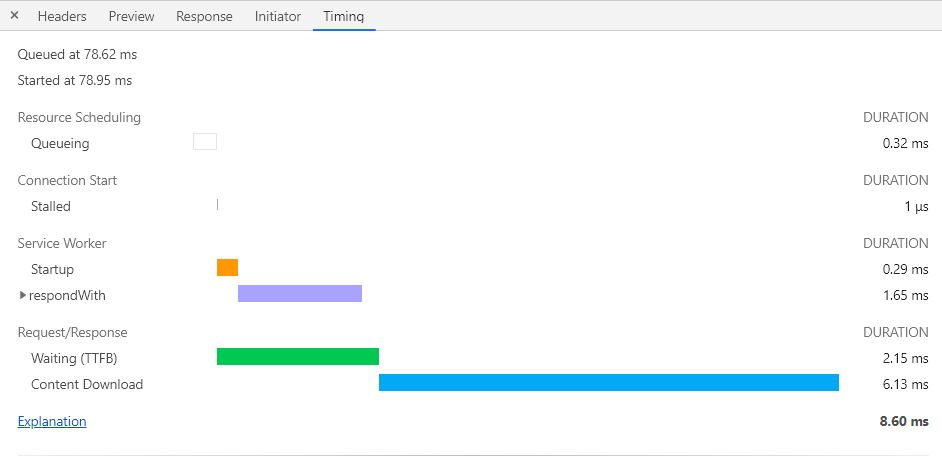 × Headers Preview Response Initiator Timing
Queued at 78.62 ms
Started at 78.95 ms
Resource Scheduling DURATION
Queueing 0.32 ms
Connection Start DURATION
Stalled 1 μs
Service Worker DURATION
Startup 0.29 ms
respondWith 1.65 ms
Request/Response DURATION
Waiting (TTFB) 2.15 ms
Content Download 6.13 ms
Explanation 8.60 ms